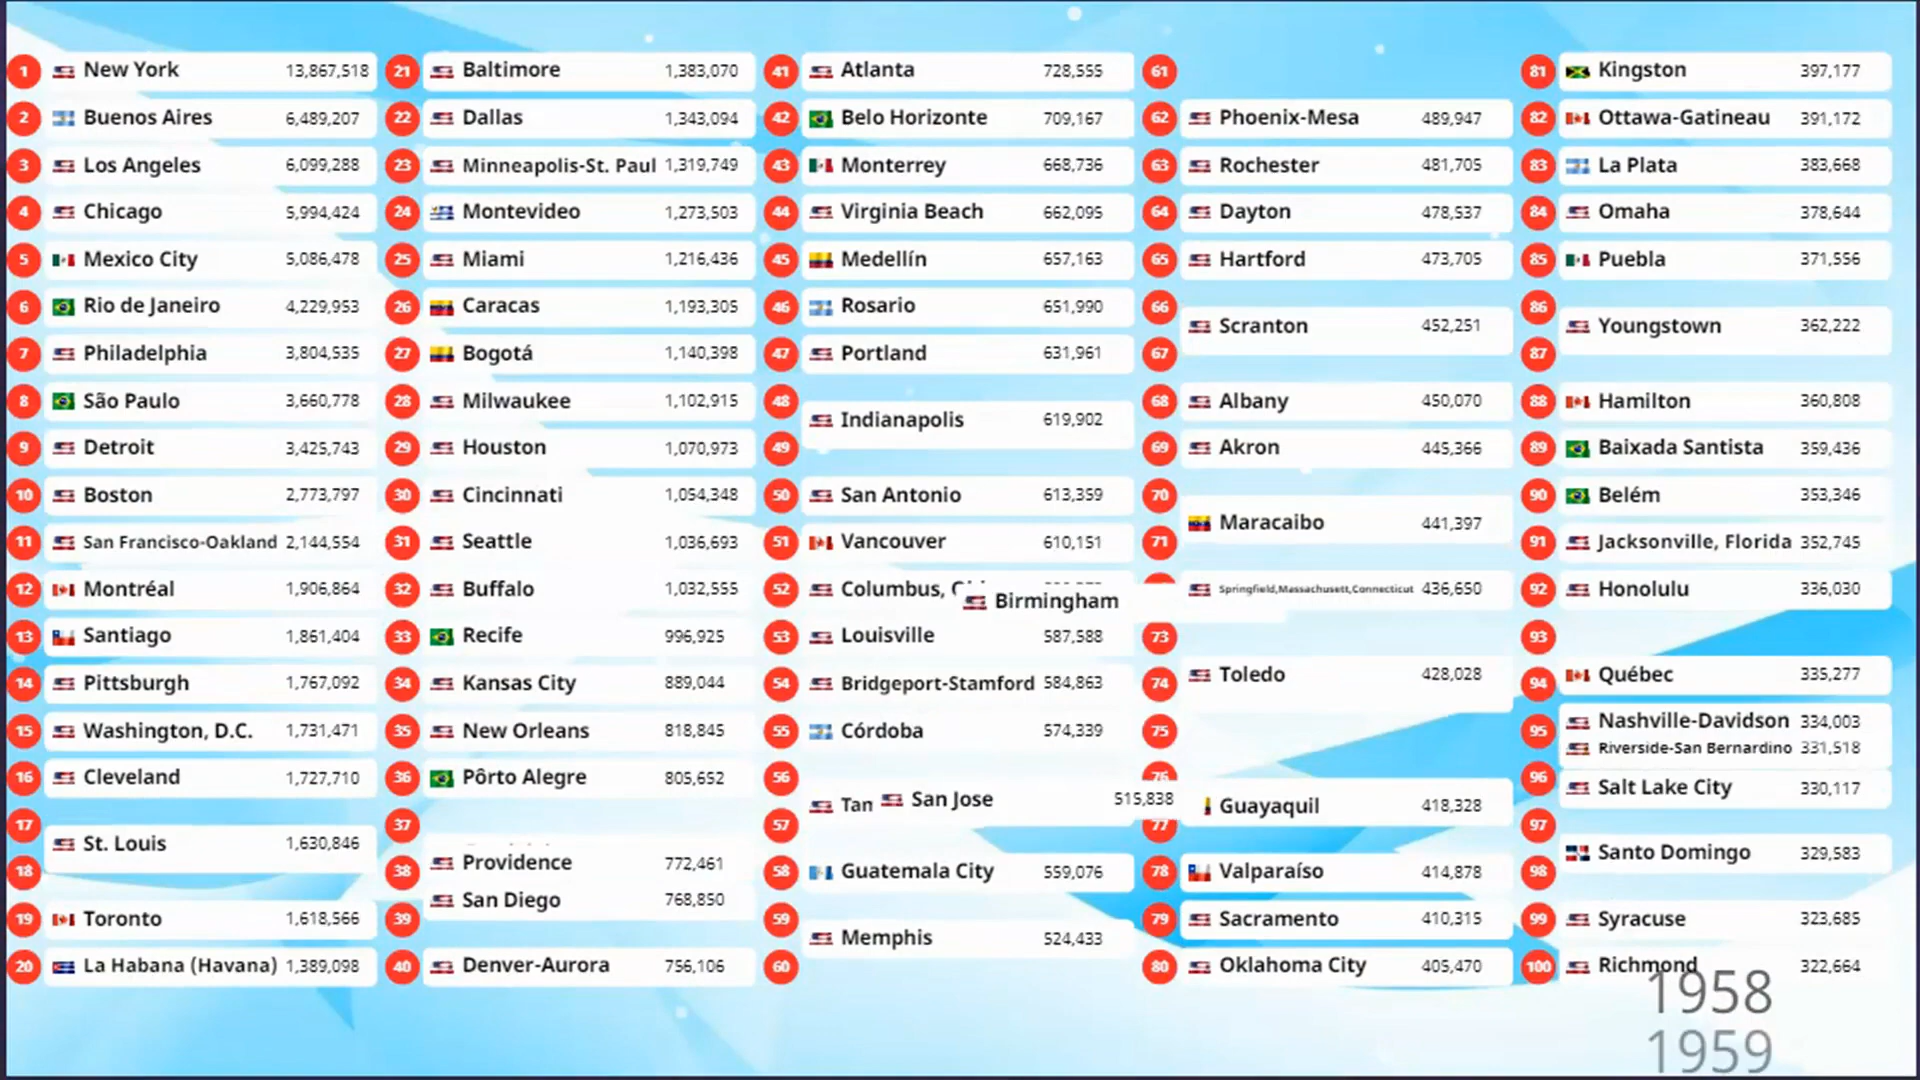 1 New York 13,867,518
2 Buenos Aires 6,489,207
3 Los Angeles 6,099,288
4 Chicago 5,994,424
5 Mexico City 5,086,478
6 Rio de Janeiro 4,229,953
7 Philadelphia 3,804,535
8 São Paulo 3,660,778
9 Detroit 3,425,743
10 Boston 2,773,797
11 San Francisco-Oakland 2,144,554
12 Montréal 1,906,864
13 Santiago 1,861,404
14 Pittsburgh 1,767,092
15 Washington, D.C. 1,731,471
16 Cleveland 1,727,710
17
St. Louis 1,630,846
18
19 Toronto 1,618,566
20 La Habana (Havana) 1,389,098
21 Baltimore 1,383,070
22 Dallas 1,343,094
23 Minneapolis-St. Paul 1,319,749
24 Montevideo 1,273,503
25 Miami 1,216,436
26 Caracas 1,193,305
27 Bogotá 1,140,398
28 Milwaukee 1,102,915
29 Houston 1,070,973
30 Cincinnati 1,054,348
31 Seattle 1,036,693
32 Buffalo 1,032,555
33 Recife 996,925
34 Kansas City 889,044
35 New Orleans 818,845
36 Pôrto Alegre 805,652
37
38 Providence 772,461
San Diego 768,850
39
40 Denver-Aurora 756,106
41 Atlanta 728,555
42 Belo Horizonte 709,167
43 Monterrey 668,736
44 Virginia Beach 662,095
45 Medellín 657,163
46 Rosario 651,990
47 Portland 631,961
48
Indianapolis 619,902
49
50 San Antonio 613,359
51 Vancouver 610,151
52 Columbus,
Birmingham
53 Louisville 587,588
54 Bridgeport-Stamford 584,863
55 Córdoba 574,339
56
Tan San Jose 515,838
57
58 Guatemala City 559,076
59
Memphis 524,433
60
61
62 Phoenix-Mesa 489,947
63 Rochester 481,705
64 Dayton 478,537
65 Hartford 473,705
66
Scranton 452,251
67
68 Albany 450,070
69 Akron 445,366
70
Maracaibo 441,397
71
Springfield,Massachusett,Connecticut 436,650
73
Toledo 428,028
74
75
76
Guayaquil 418,328
77
78 Valparaíso 414,878
79 Sacramento 410,315
80 Oklahoma City 405,470
81 Kingston 397,177
82 Ottawa-Gatineau 391,172
83 La Plata 383,668
84 Omaha 378,644
85 Puebla 371,556
86
Youngstown 362,222
87
88 Hamilton 360,808
89 Baixada Santista 359,436
90 Belém 353,346
91 Jacksonville, Florida 352,745
92 Honolulu 336,030
93
94 Québec 335,277
95 Nashville-Davidson 334,003
Riverside-San Bernardino 331,518
96 Salt Lake City 330,117
97
Santo Domingo 329,583
98
99 Syracuse 323,685
100 Richmond 322,664
1958
1959